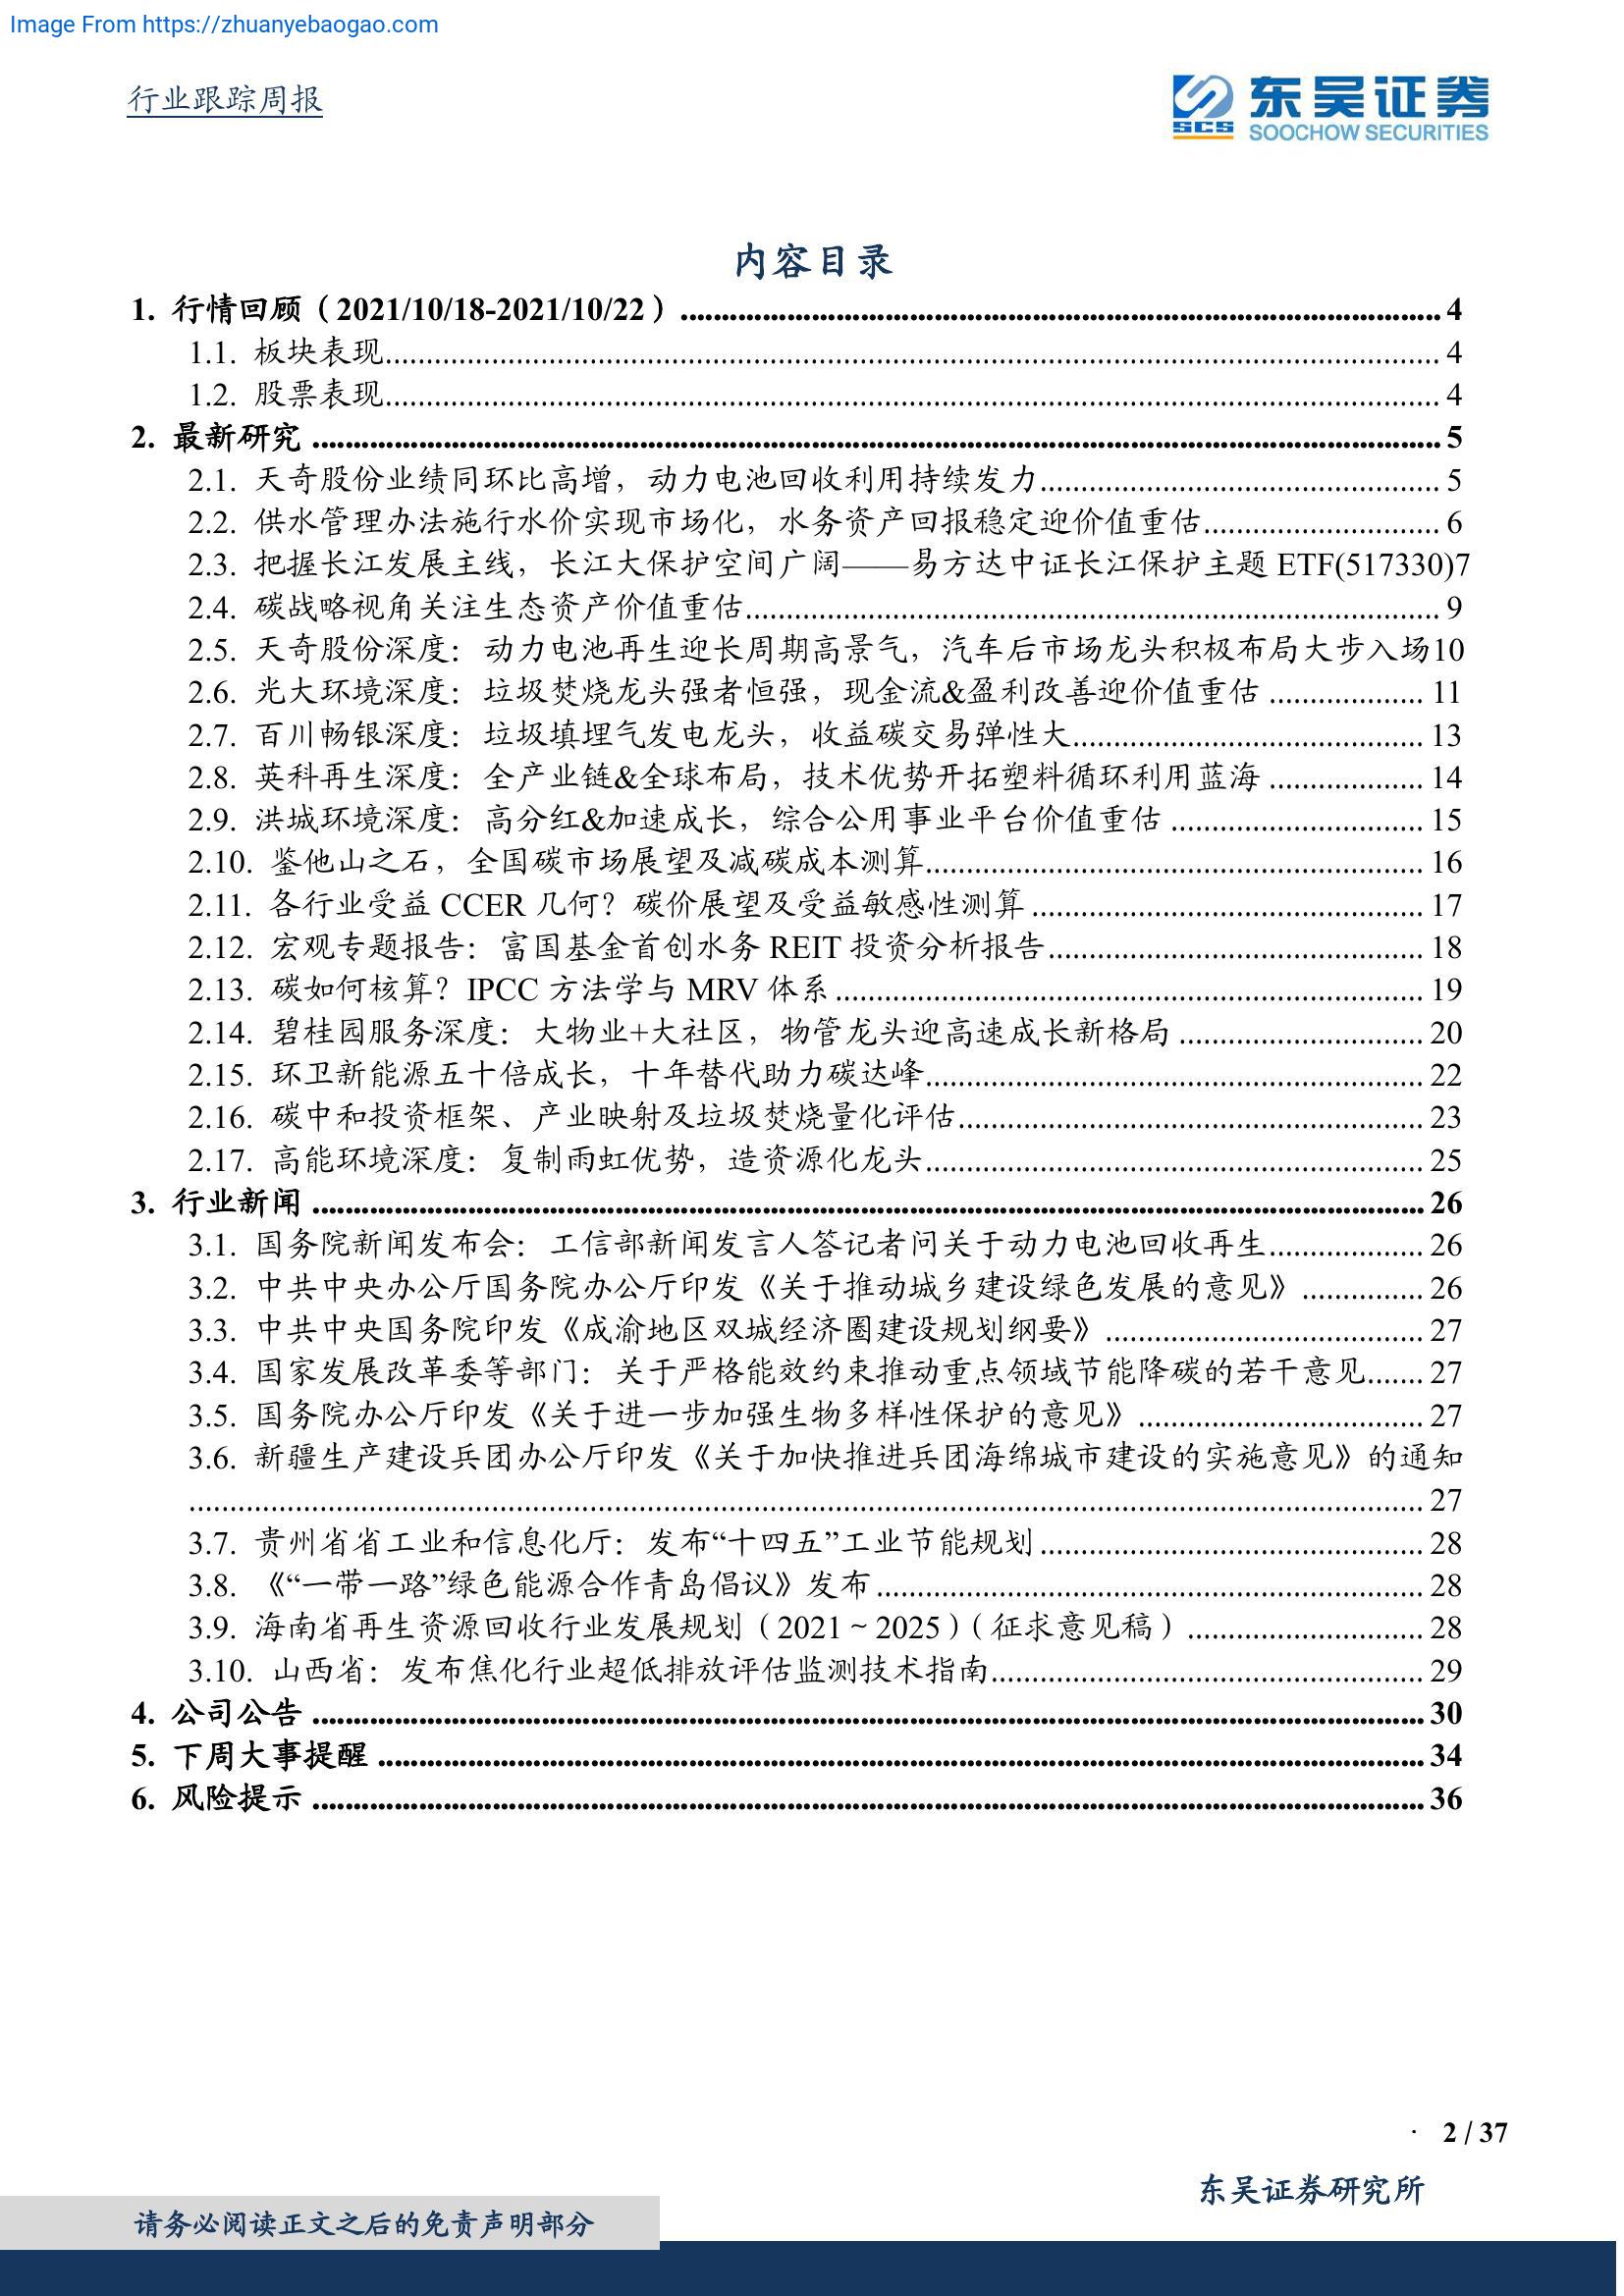 Image From https://zhuanyebaogao.com
行业跟踪周报
SCS
东吴证券
SOOCHOW SECURITIES
内容目录
1. 行情回顾（2021/10/18-2021/10/22）........ 4
1.1. 板块表现........ 4
1.2. 股票表现........ 4
2. 最新研究 ........ 5
2.1. 天奇股份业绩同环比高增，动力电池回收利用持续发力........ 5
2.2. 供水管理办法施行水价实现市场化，水务资产回报稳定迎价值重估........ 6
2.3. 把握长江发展主线，长江大保护空间广阔——易方达中证长江保护主题 ETF(517330)7
2.4. 碳战略视角关注生态资产价值重估........ 9
2.5. 天奇股份深度：动力电池再生迎长周期高景气，汽车后市场龙头积极布局大步入场10
2.6. 光大环境深度：垃圾焚烧龙头强者恒强，现金流&盈利改善迎价值重估 ........ 11
2.7. 百川畅银深度：垃圾填埋气发电龙头，收益碳交易弹性大........ 13
2.8. 英科再生深度：全产业链&全球布局，技术优势开拓塑料循环利用蓝海 ........ 14
2.9. 洪城环境深度：高分红&加速成长，综合公用事业平台价值重估 ........ 15
2.10. 鉴他山之石，全国碳市场展望及减碳成本测算........ 16
2.11. 各行业受益 CCER 几何？碳价展望及受益敏感性测算 ........ 17
2.12. 宏观专题报告：富国基金首创水务 REIT 投资分析报告........ 18
2.13. 碳如何核算？IPCC 方法学与 MRV 体系 ........ 19
2.14. 碧桂园服务深度：大物业+大社区，物管龙头迎高速成长新格局 ........ 20
2.15. 环卫新能源五十倍成长，十年替代助力碳达峰........ 22
2.16. 碳中和投资框架、产业映射及垃圾焚烧量化评估........ 23
2.17. 高能环境深度：复制雨虹优势，造资源化龙头........ 25
3. 行业新闻 ........ 26
3.1. 国务院新闻发布会：工信部新闻发言人答记者问关于动力电池回收再生........ 26
3.2. 中共中央办公厅国务院办公厅印发《关于推动城乡建设绿色发展的意见》 ........ 26
3.3. 中共中央国务院印发《成渝地区双城经济圈建设规划纲要》 ........ 27
3.4. 国家发展改革委等部门：关于严格能效约束推动重点领域节能降碳的若干意见....... 27
3.5. 国务院办公厅印发《关于进一步加强生物多样性保护的意见》 ........ 27
3.6. 新疆生产建设兵团办公厅印发《关于加快推进兵团海绵城市建设的实施意见》的通知
........ 27
3.7. 贵州省省工业和信息化厅：发布“十四五”工业节能规划 ........ 28
3.8. 《“一带一路”绿色能源合作青岛倡议》发布 ........ 28
3.9. 海南省再生资源回收行业发展规划（2021～2025）（征求意见稿） ........ 28
3.10. 山西省：发布焦化行业超低排放评估监测技术指南........ 29
4. 公司公告 ........ 30
5. 下周大事提醒 ........ 34
6. 风险提示 ........ 36
· 2 / 37
东吴证券研究所
请务必阅读正文之后的免责声明部分